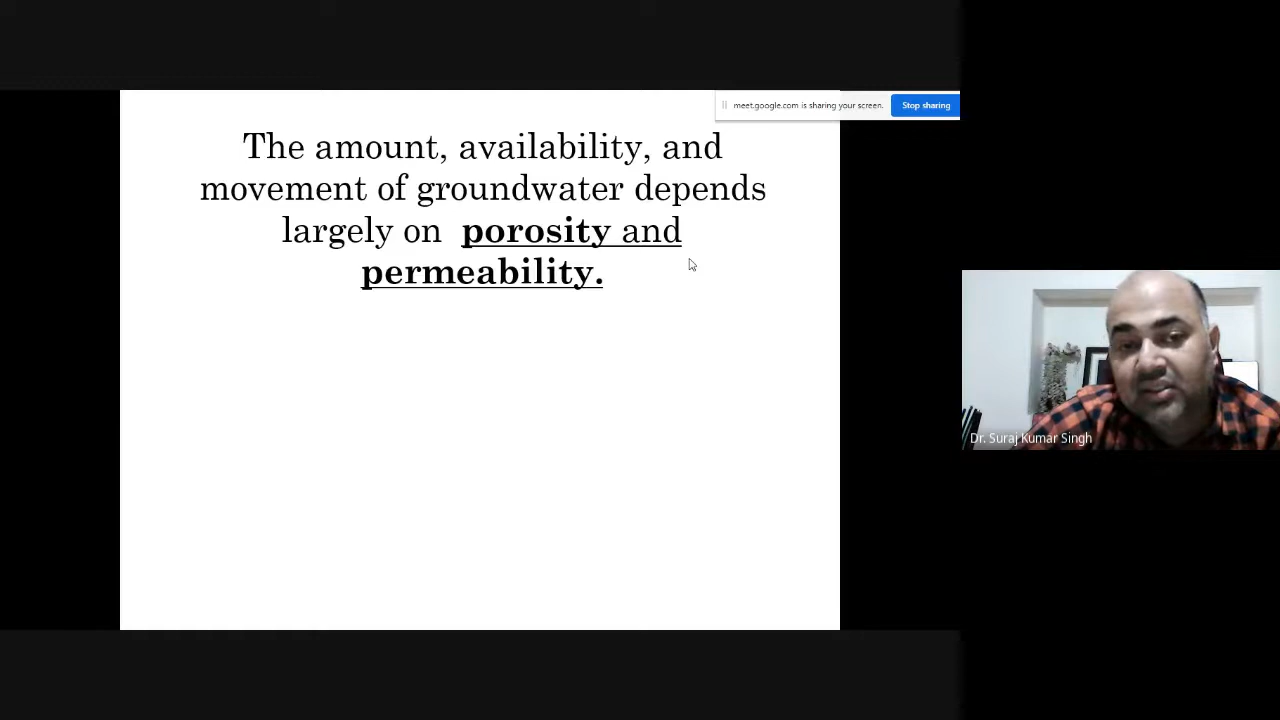 meet.google.com is sharing your screen.
Stop sharing
The amount, availability, and
movement of groundwater depends
largely on porosity and
permeability.
Dr. Suraj Kumar Singh